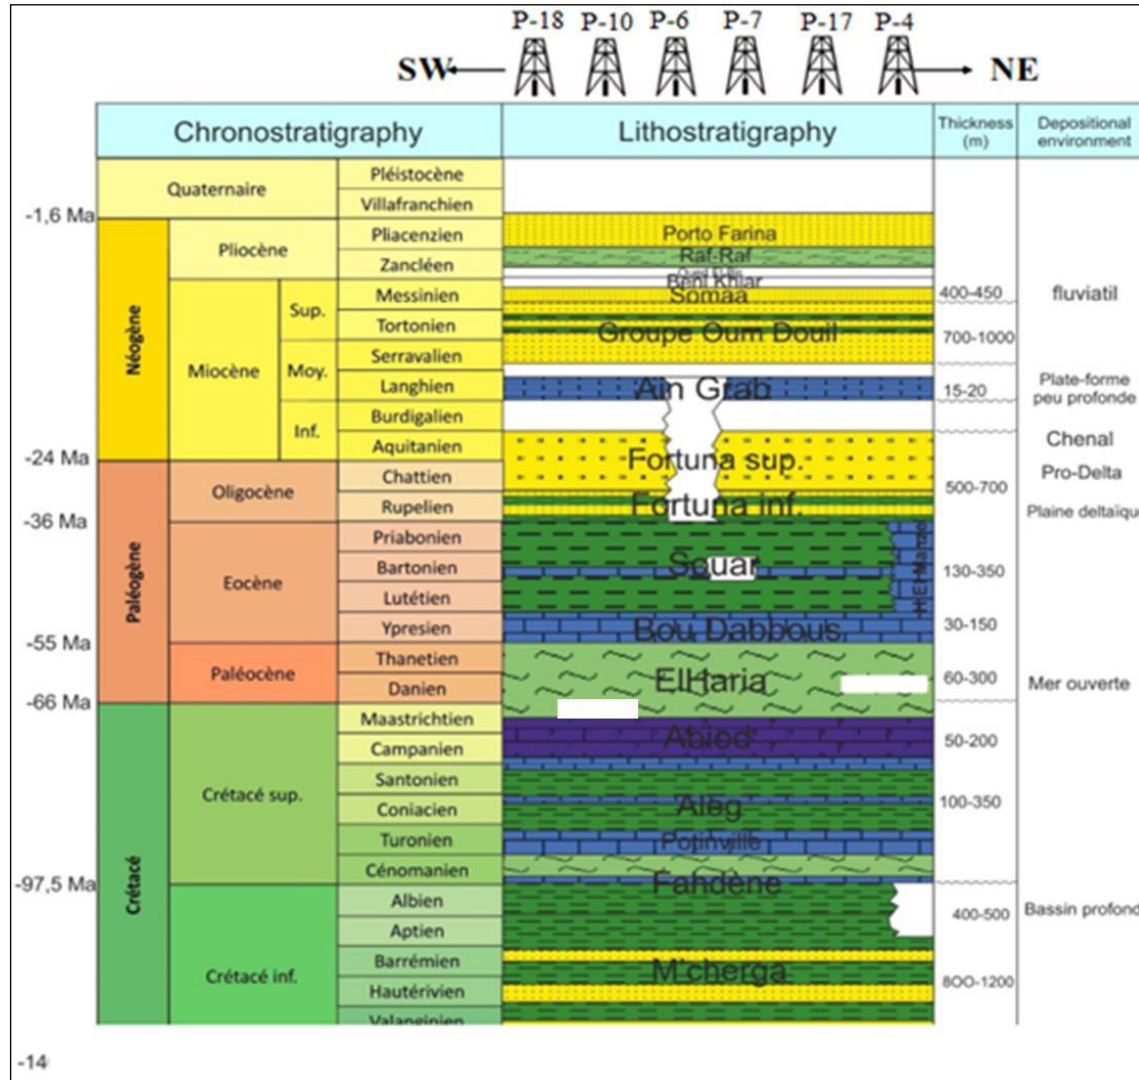 P-18 P-10 P-6 P-7 P-17 P-4
SW NE
Chronostratigraphy
Lithostratigraphy
Thickness
(m)
Depositional
environment
Quaternaire
Pléistocène
Villafranchien
-1,6 Ma
Néogène
Pliocène
Pliacenzien
Porto Farina
Raf-Raf
Zancléen
Beni Khiar
Miocène
Sup.
Messinien
Somaa
400-450
fluviatil
Tortonien
Groupe Oum Douil
700-1000
Moy.
Serravalien
Langhien
Ain Grab
15-20
Plate-forme
peu profonde
Inf.
Burdigalien
Aquitanien
Chenal
-24 Ma
Fortuna sup.
Paléogène
Oligocène
Chattien
Pro-Delta
500-700
Rupelien
Fortuna inf.
Plaine deltaïque
-36 Ma
Eocène
Priabonien
Bartonien
Souar
130-350
Lutétien
Ypresien
Bou Dabbous
30-150
-55 Ma
Paléocène
Thanetien
ElHaria
60-300
Mer ouverte
Danien
-66 Ma
Crétacé
Crétacé sup.
Maastrichtien
Abiod
50-200
Campanien
Santonien
Coniacien
Aleg
100-350
Turonien
Potinville
Cénomanien
Fahdène
-97,5 Ma
Crétacé inf.
Albien
400-500
Bassin profond
Aptien
Barrémien
M'cherga
800-1200
Hautérivien
Valanginien
-14